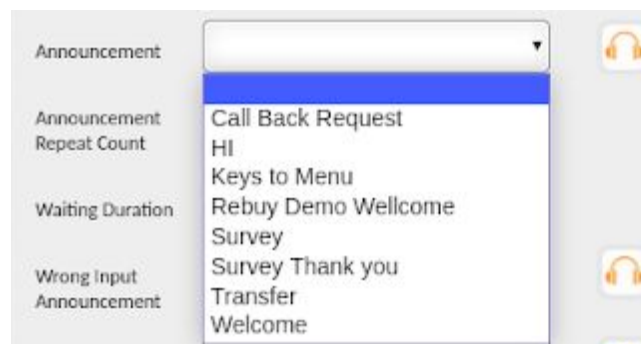 Announcement
Call Back Request
Announcement
Repeat Count
HI
Keys to Menu
Waiting Duration
Rebuy Demo Wellcome
Survey
Survey Thank you
Wrong Input
Announcement
Transfer
Welcome